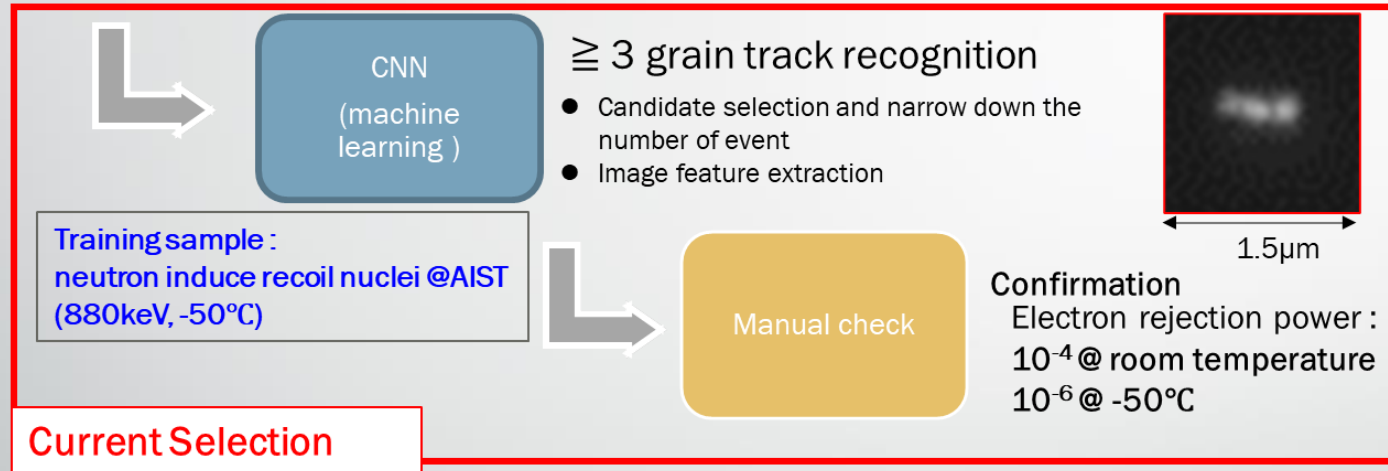 CNN
(machine
learning )
≧ 3 grain track recognition
● Candidate selection and narrow down the
number of event
● Image feature extraction
1.5μm
Training sample :
neutron induce recoil nuclei @AIST
(880keV, -50℃)
Manual check
Confirmation
Electron rejection power :
10⁻⁴ @ room temperature
10⁻⁶ @ -50℃
Current Selection